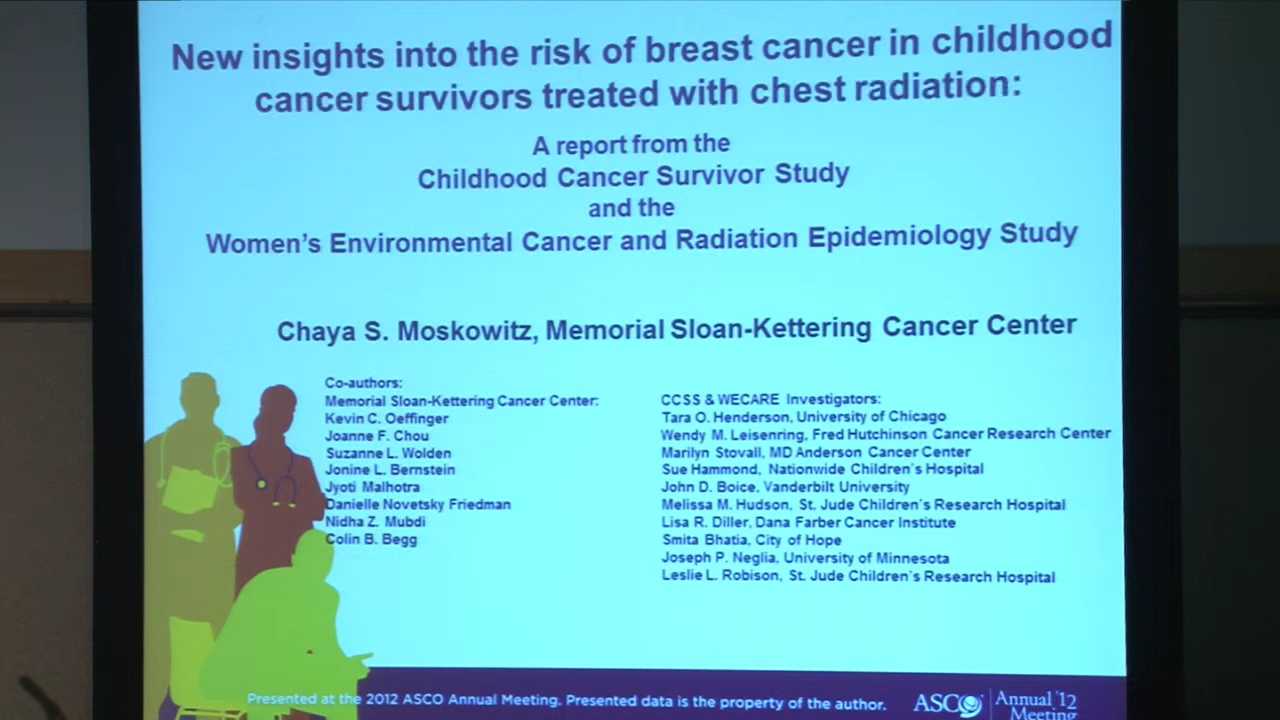 New insights into the risk of breast cancer in childhood
cancer survivors treated with chest radiation:
A report from the
Childhood Cancer Survivor Study
and the
Women's Environmental Cancer and Radiation Epidemiology Study
Chaya S. Moskowitz, Memorial Sloan-Kettering Cancer Center
Co-authors:
Memorial Sloan-Kettering Cancer Center:
Kevin C. Oeffinger
Joanne F. Chou
Suzanne L. Wolden
Jonine L. Bernstein
Jyoti Malhotra
Danielle Novetsky Friedman
Nidha Z. Mubdi
Colin B. Begg
CCSS & WECARE Investigators:
Tara O. Henderson, University of Chicago
Wendy M. Leisenring, Fred Hutchinson Cancer Research Center
Marilyn Stovall, MD Anderson Cancer Center
Sue Hammond, Nationwide Children's Hospital
John D. Boice, Vanderbilt University
Melissa M. Hudson, St. Jude Children's Research Hospital
Lisa R. Diller, Dana Farber Cancer Institute
Smita Bhatia, City of Hope
Joseph P. Neglia, University of Minnesota
Leslie L. Robison, St. Jude Children's Research Hospital
Presented at the 2012 ASCO Annual Meeting. Presented data is the property of the author.
ASCO
Annual '12
Meeting